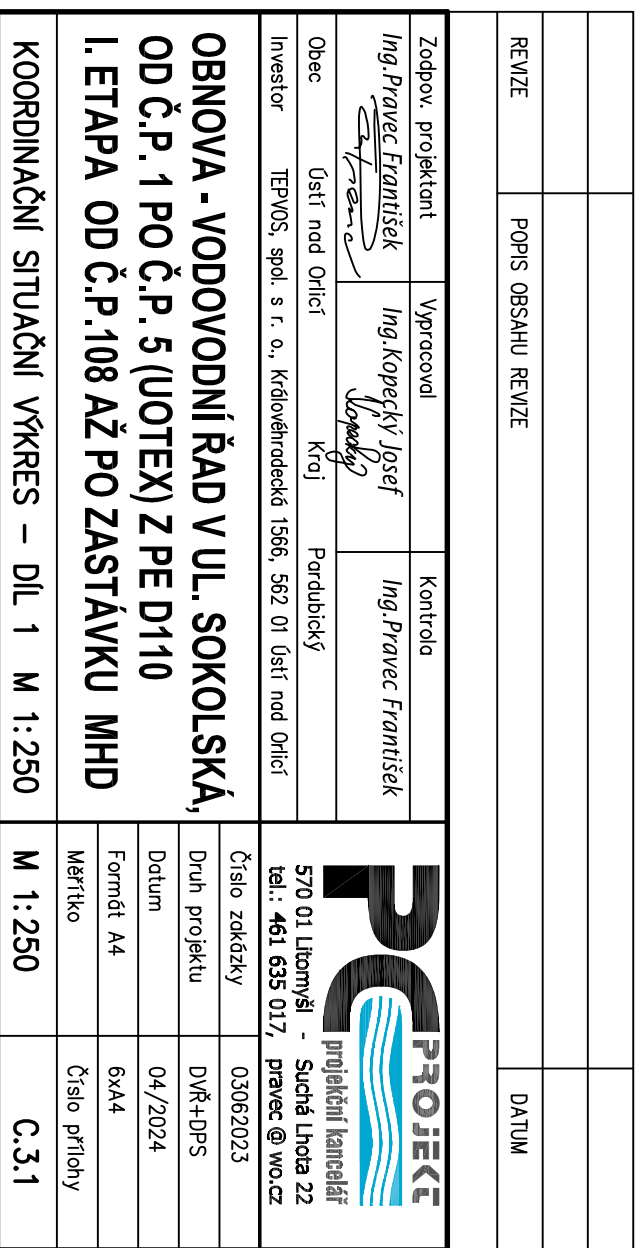 REVIZE POPIS OBSAHU REVIZE DATUM
Zodpov. projektant Vypracoval Kontrola
Ing.Pravec František Ing.Kopecký Josef Ing.Pravec František
Obec Ústí nad Orlicí Kraj Pardubický
Investor TEPVOS, spol. s r. o., Královéhradecká 1566, 562 01 Ústí nad Orlicí
PC PROJEKT
projekční kancelář
570 01 Litomyšl - Suchá Lhota 22
tel.: 461 635 017, pravec @ wo.cz
OBNOVA - VODOVODNÍ ŘAD V UL. SOKOLSKÁ,
OD Č.P. 1 PO Č.P. 5 (UOTEX) Z PE D110
I. ETAPA OD Č.P.108 AŽ PO ZASTÁVKU MHD
Číslo zakázky 03062023
Druh projektu DVŘ+DPS
Datum 04/2024
Formát A4 6xA4
Měřítko Číslo přílohy
KOORDINAČNÍ SITUAČNÍ VÝKRES – DÍL 1 M 1:250
M 1:250 C.3.1